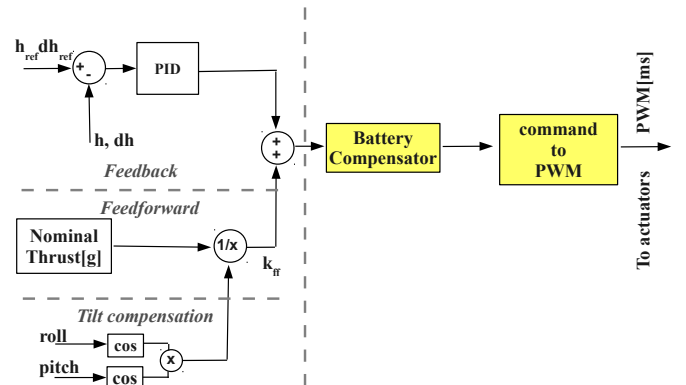 h_ref dh_ref
+
-
PID
h, dh
Feedback
+
+
Battery
Compensator
command
to
PWM
PWM[ms]
To actuators
Feedforward
Nominal
Thrust[g]
1/x
k_ff
Tilt compensation
roll
cos
x
pitch
cos